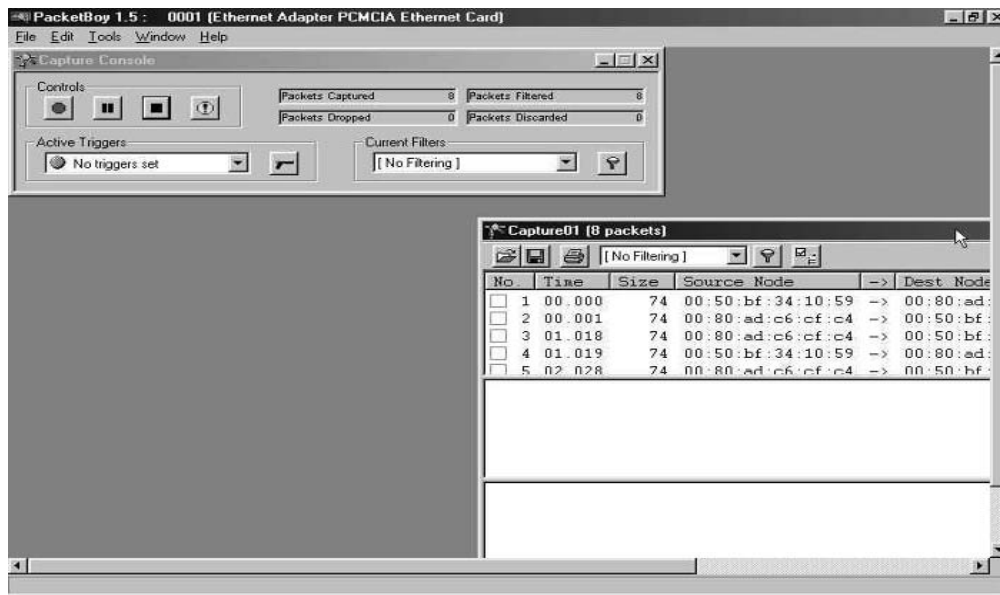 PacketBoy 1.5 : 0001 (Ethernet Adapter PCMCIA Ethernet Card)
File Edit Tools Window Help
Capture Console
Controls
Packets Captured 8 Packets Filtered 8
Packets Dropped 0 Packets Discarded 0
Active Triggers
Current Filters
No triggers set
[ No Filtering ]
Capture01 (8 packets)
[ No Filtering ]
No. Time Size Source Node -> Dest Node
1 00.000 74 00:50:bf:34:10:59 -> 00:80:ad:
2 00.001 74 00:80:ad:c6:cf:c4 -> 00:50:bf:
3 01.018 74 00:80:ad:c6:cf:c4 -> 00:50:bf:
4 01.019 74 00:50:bf:34:10:59 -> 00:80:ad:
5 02.028 74 00:80:ad:c6:cf:c4 -> 00:50:bf: